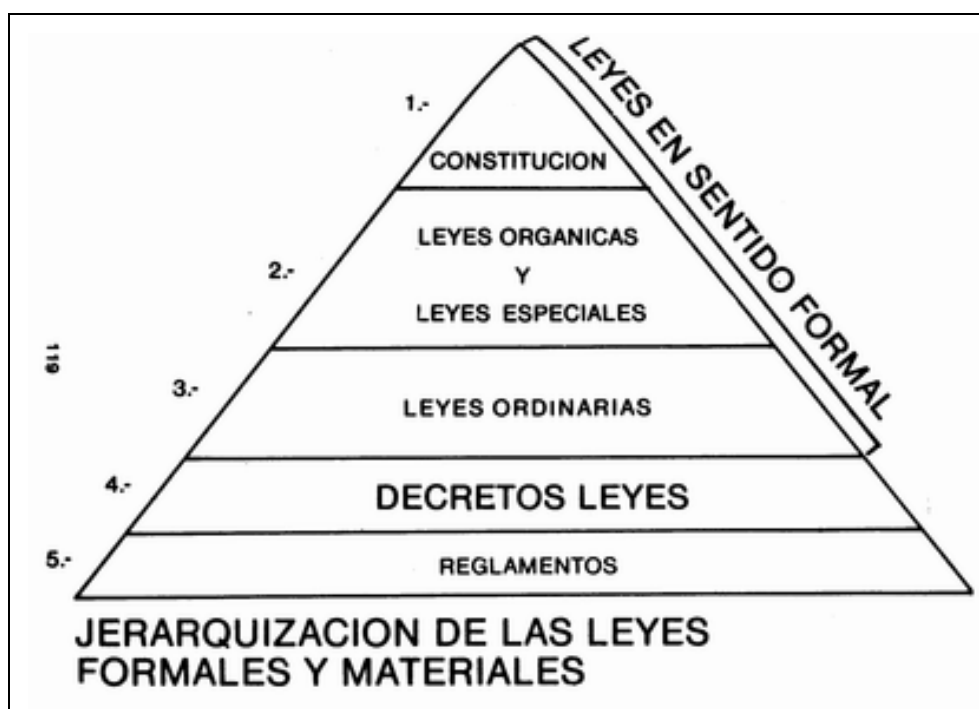 LEYES EN SENTIDO FORMAL
1.-
CONSTITUCION
2.-
LEYES ORGANICAS
Y
LEYES ESPECIALES
119
3.-
LEYES ORDINARIAS
4.-
DECRETOS LEYES
5.-
REGLAMENTOS
JERARQUIZACION DE LAS LEYES
FORMALES Y MATERIALES